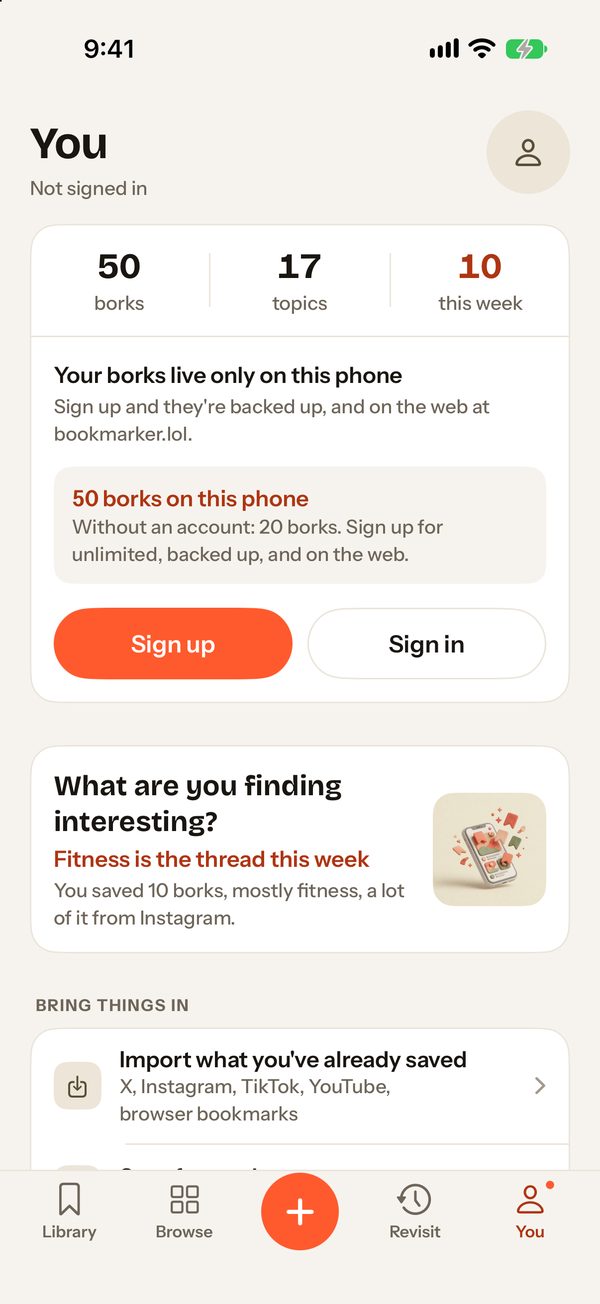 9:41
You
Not signed in
50
borks
17
topics
10
this week
Your borks live only on this phone
Sign up and they're backed up, and on the web at
bookmarker.lol.
50 borks on this phone
Without an account: 20 borks. Sign up for
unlimited, backed up, and on the web.
Sign up
Sign in
What are you finding
interesting?
Fitness is the thread this week
You saved 10 borks, mostly fitness, a lot
of it from Instagram.
BRING THINGS IN
Import what you've already saved
X, Instagram, TikTok, YouTube,
browser bookmarks
Library
Browse
Revisit
You